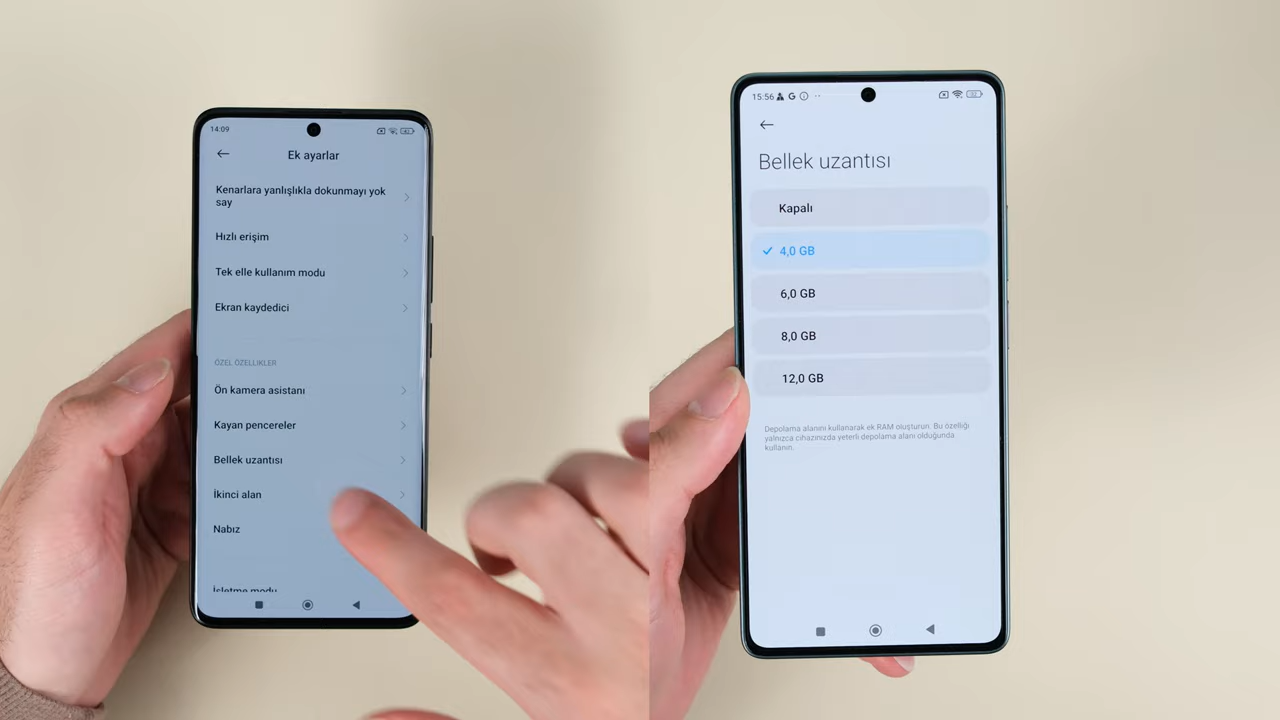 14:09
Ek ayarlar
Kenarlara yanlışlıkla dokunmayı yok
say
Hızlı erişim
Tek elle kullanım modu
Ekran kaydedici
ÖZEL ÖZELLİKLER
Ön kamera asistanı
Kayan pencereler
Bellek uzantısı
İkinci alan
Nabız
İşletme modu
15:56
Bellek uzantısı
Kapalı
4,0 GB
6,0 GB
8,0 GB
12,0 GB
Depolama alanını kullanarak ek RAM oluşturun. Bu özelliği
yalnızca cihazınızda yeterli depolama alanı olduğunda
kullanın.